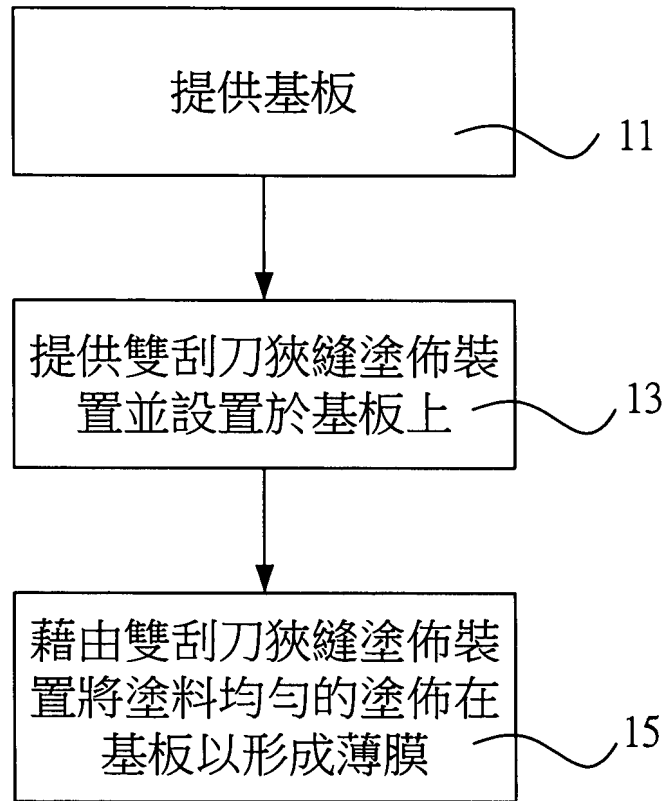 提供基板
11
提供雙刮刀狹縫塗佈裝
置並設置於基板上
13
藉由雙刮刀狹縫塗佈裝
置將塗料均勻的塗佈在
基板以形成薄膜
15